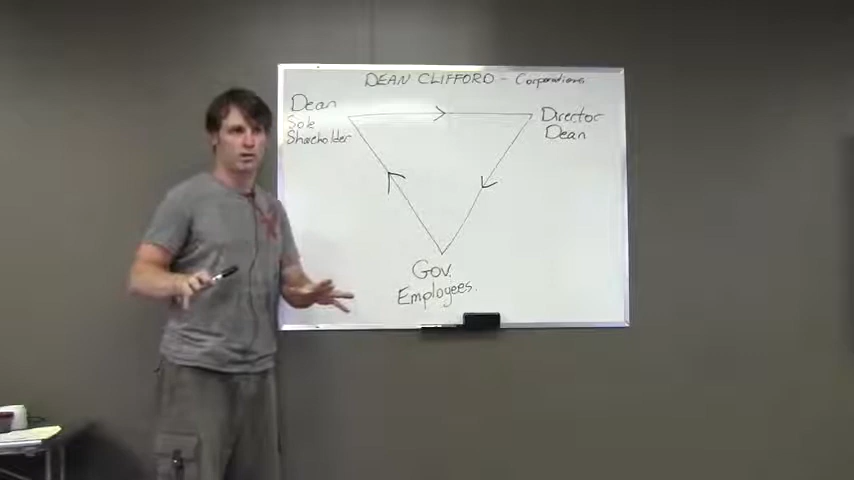 DEAN CLIFFORD - Corporations
Dean
Sole
Shareholder
Director
Dean
Gov.
Employees.